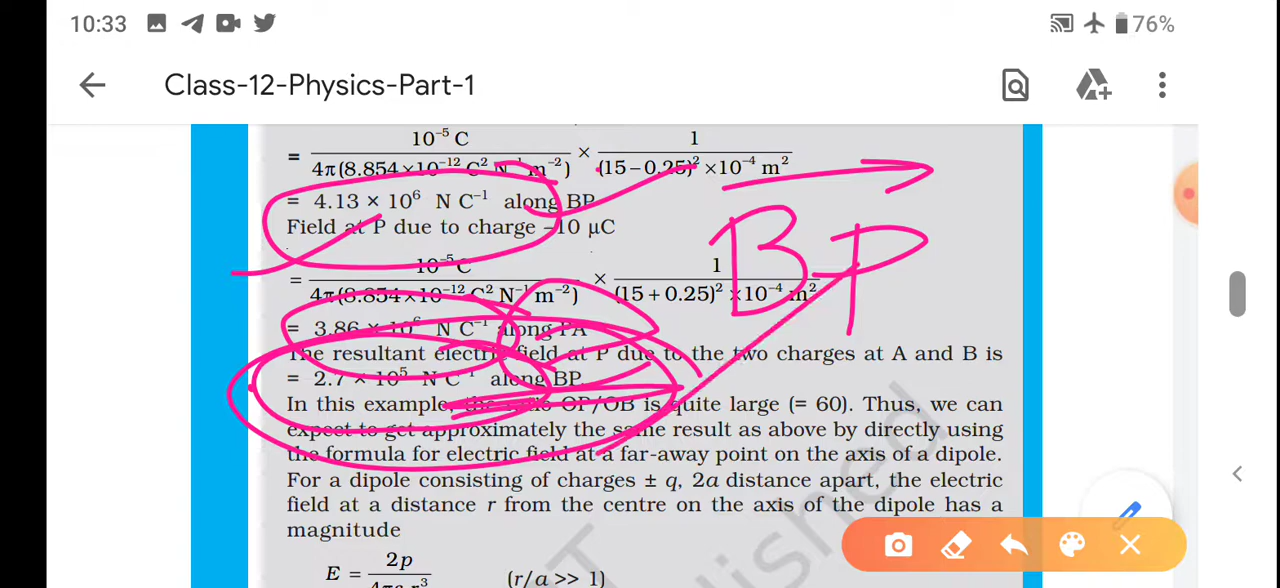 10:33 76%
Class-12-Physics-Part-1
= 10⁻⁵ C / 4π(8.854×10⁻¹² C² N⁻¹ m⁻²) × 1 / (15−0.25)² ×10⁻⁴ m²
= 4.13 × 10⁶ N C⁻¹ along BP
Field at P due to charge –10 μC
= 10⁻⁵ C / 4π(8.854×10⁻¹² C² N⁻¹ m⁻²) × 1 / (15 + 0.25)² ×10⁻⁴ m²
BP
= 3.86 × 10⁶ N C⁻¹ along PA
The resultant electric field at P due to the two charges at A and B is
= 2.7 × 10⁵ N C⁻¹ along BP.
In this example, the ratio OP/OB is quite large (= 60). Thus, we can
expect to get approximately the same result as above by directly using
the formula for electric field at a far-away point on the axis of a dipole.
For a dipole consisting of charges ± q, 2a distance apart, the electric
field at a distance r from the centre on the axis of the dipole has a
magnitude
E = 2p / 4πε₀r³ (r/a >> 1)